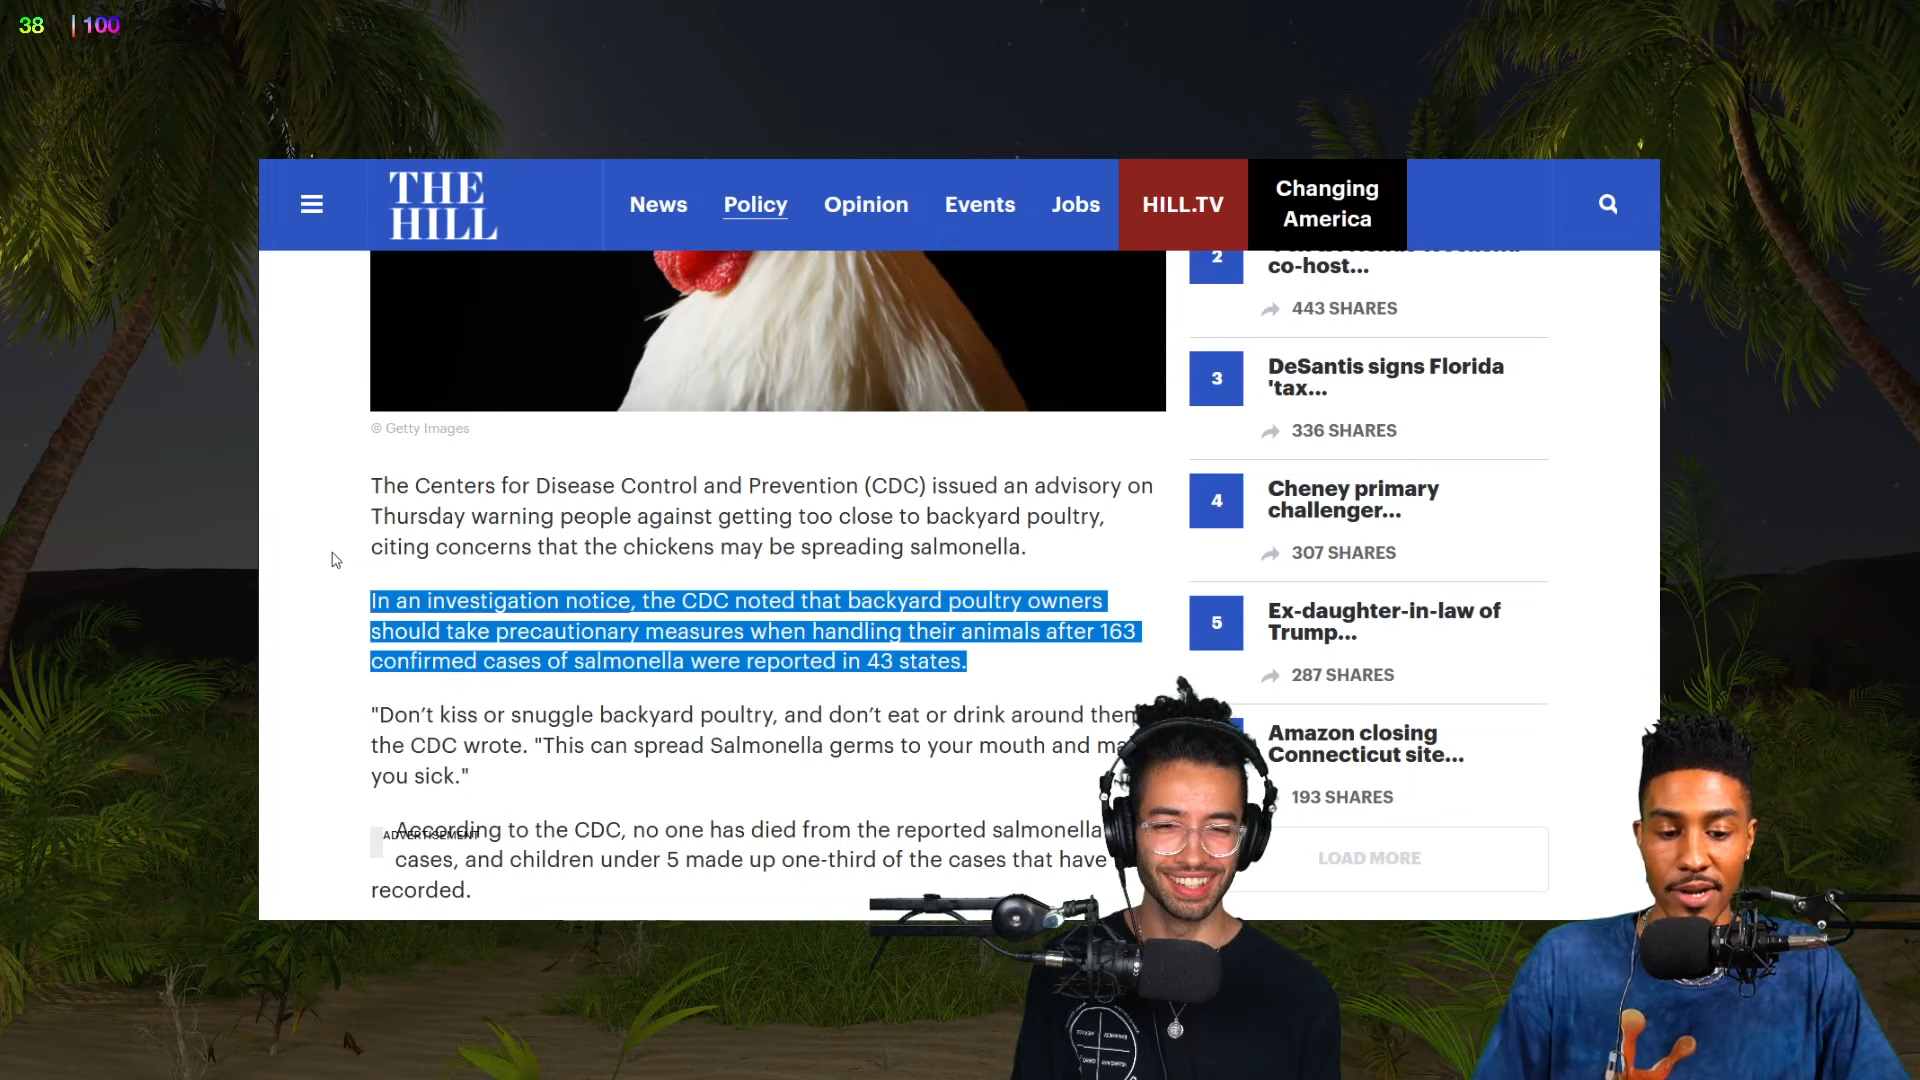 38 | 100
THE
HILL
News Policy Opinion Events Jobs HILL.TV Changing
America
© Getty Images
The Centers for Disease Control and Prevention (CDC) issued an advisory on
Thursday warning people against getting too close to backyard poultry,
citing concerns that the chickens may be spreading salmonella.
In an investigation notice, the CDC noted that backyard poultry owners
should take precautionary measures when handling their animals after 163
confirmed cases of salmonella were reported in 43 states.
"Don’t kiss or snuggle backyard poultry, and don’t eat or drink around
the CDC wrote. "This can spread Salmonella germs to your mouth and
you sick."
ADVERTISEMENT
According to the CDC, no one has died from the reported salmonella
cases, and children under 5 made up one-third of the cases that have
recorded.
2
co-host...
443 SHARES
3
DeSantis signs Florida
'tax...
336 SHARES
4
Cheney primary
challenger...
307 SHARES
5
Ex-daughter-in-law of
Trump...
287 SHARES
Amazon closing
Connecticut site...
193 SHARES
LOAD MORE